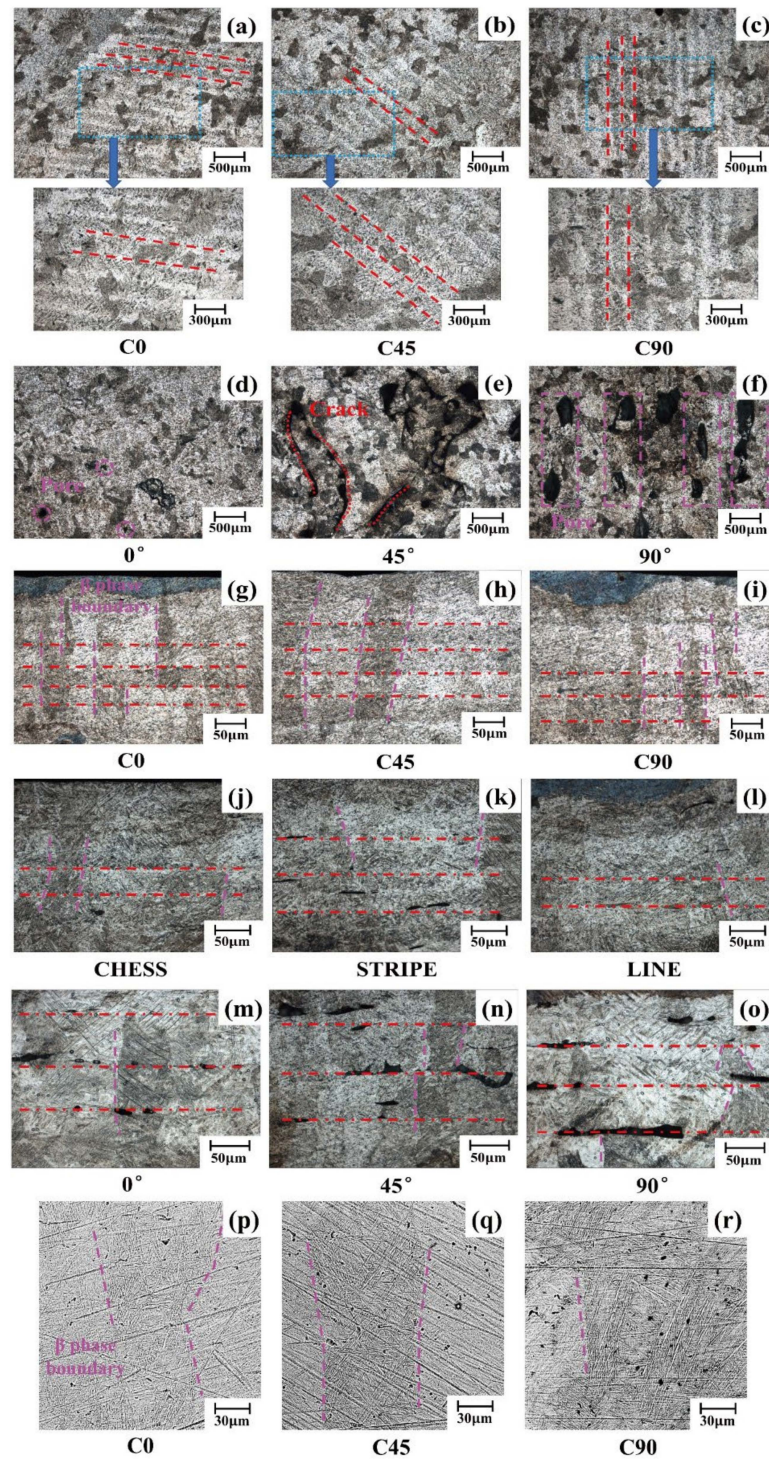 (a) (b) (c)
500μm 500μm 500μm
300μm 300μm 300μm
C0 C45 C90
(d) (e) (f)
Crack
Pore
Pore
500μm 500μm 500μm
0° 45° 90°
(g) (h) (i)
β phase
boundary
50μm 50μm 50μm
C0 C45 C90
(j) (k) (l)
50μm 50μm 50μm
CHESS STRIPE LINE
(m) (n) (o)
50μm 50μm 50μm
0° 45° 90°
(p) (q) (r)
β phase
boundary
30μm 30μm 30μm
C0 C45 C90